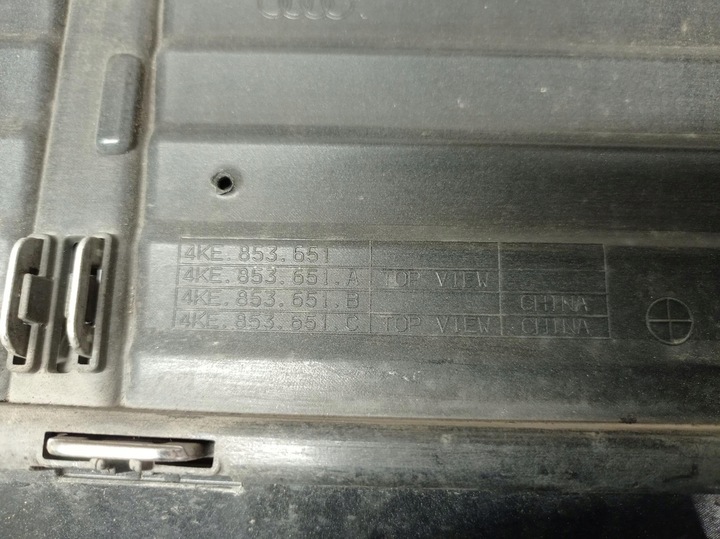 4KE.853.651
4KE.853.651.A TOP VIEW
4KE.853.651.B CHINA
4KE.853.651.C TOP VIEW CHINA